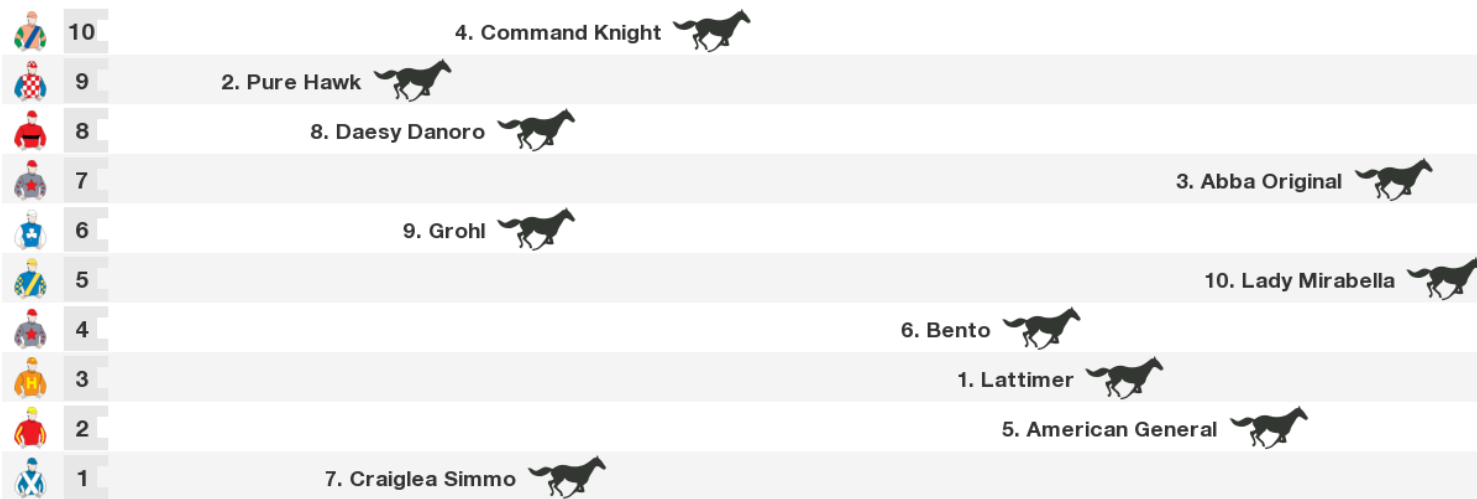 10 4. Command Knight
9 2. Pure Hawk
8 8. Daesy Danoro
7 3. Abba Original
6 9. Grohl
5 10. Lady Mirabella
4 6. Bento
H 3 1. Lattimer
2 5. American General
1 7. Craiglea Simmo